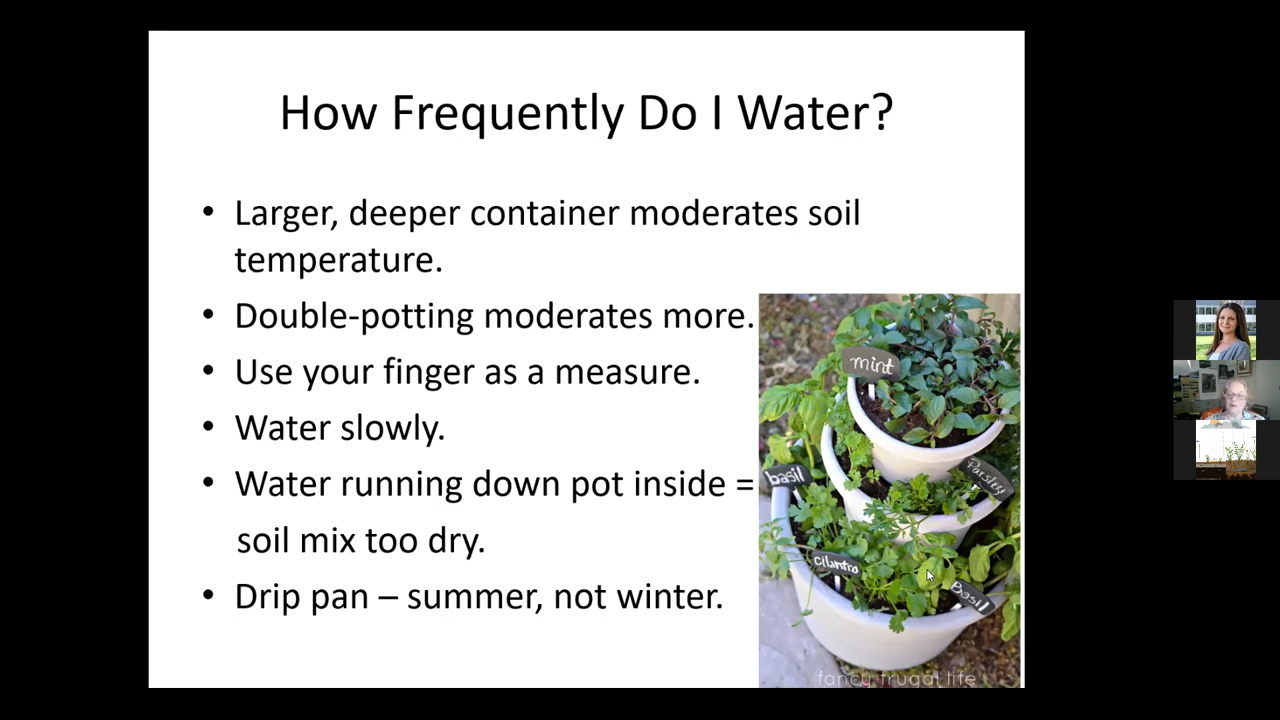 How Frequently Do I Water?
• Larger, deeper container moderates soil
temperature.
• Double-potting moderates more.
• Use your finger as a measure.
• Water slowly.
• Water running down pot inside =
soil mix too dry.
• Drip pan – summer, not winter.
mint
Parsley
basil
cilantro
Basil
fancy frugal life